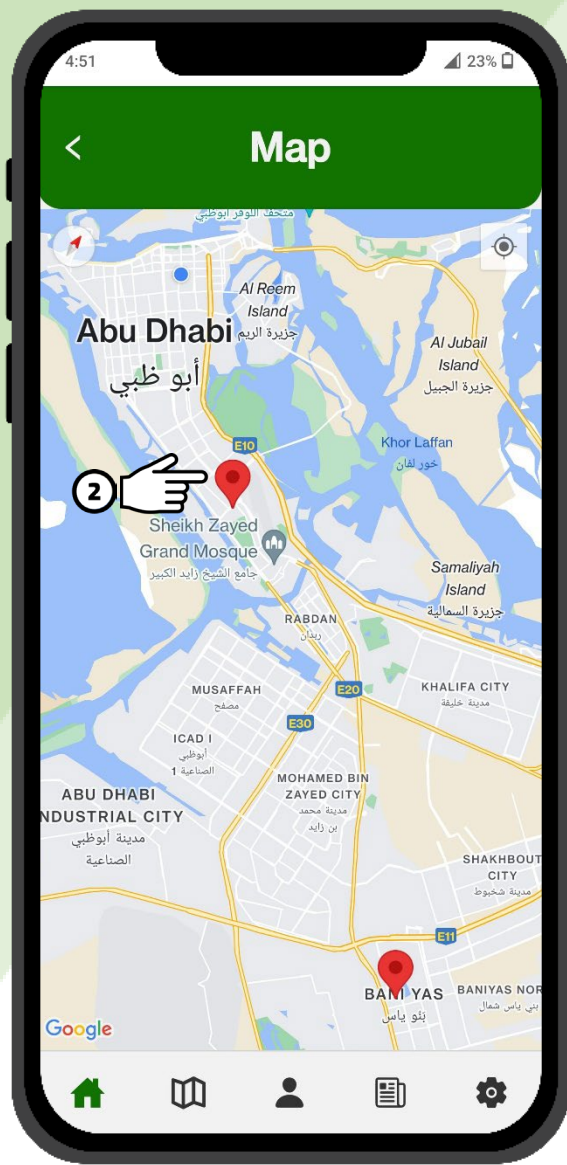 4:51
23%
Map
متحف اللوفر أبوظبي
Al Reem
Island
جزيرة الريم
Abu Dhabi
أبو ظبي
Al Jubail
Island
جزيرة الجبيل
E10
Khor Laffan
خور لفان
2
Sheikh Zayed
Grand Mosque
جامع الشيخ زايد الكبير
Samaliyah
Island
جزيرة السمالية
RABDAN
ربدان
MUSAFFAH
مصفح
E20
KHALIFA CITY
مدينة خليفة
E30
ICAD I
أبوظبي
الصناعية 1
MOHAMED BIN
ZAYED CITY
مدينة محمد
بن زايد
ABU DHABI
NDUSTRIAL CITY
مدينة أبوظبي
الصناعية
SHAKHBOUT
CITY
مدينة شخبوط
E11
BANI YAS
بَنُو ياس
BANIYAS NOR
بني ياس شمال
Google